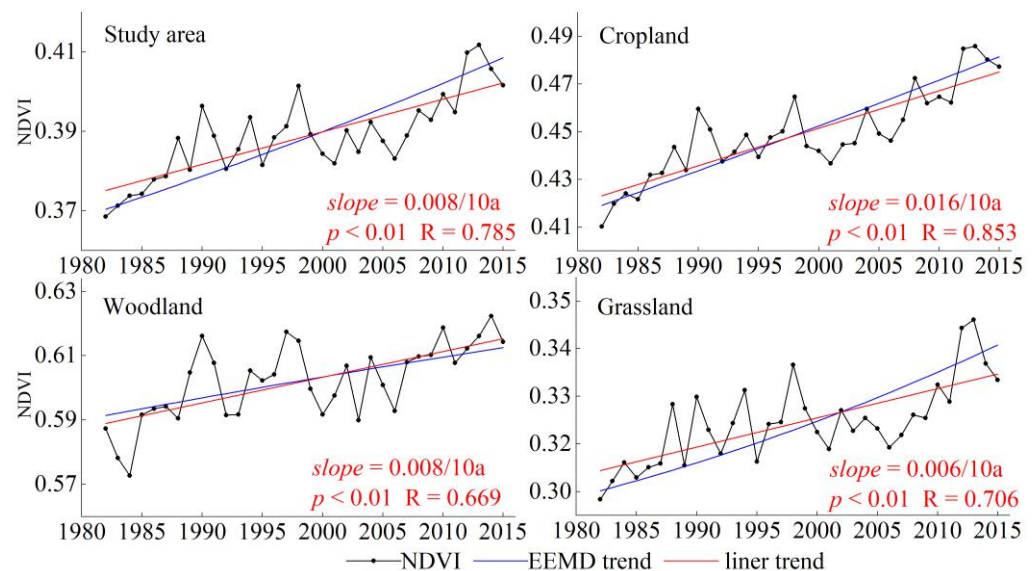 Study area
NDVI
0.41
0.39
0.37
slope = 0.008/10a
p < 0.01 R = 0.785
1980 1985 1990 1995 2000 2005 2010 2015
Cropland
0.49
0.47
0.45
0.43
0.41
slope = 0.016/10a
p < 0.01 R = 0.853
1980 1985 1990 1995 2000 2005 2010 2015
Woodland
NDVI
0.63
0.61
0.59
0.57
slope = 0.008/10a
p < 0.01 R = 0.669
1980 1985 1990 1995 2000 2005 2010 2015
Grassland
0.35
0.34
0.32
0.30
slope = 0.006/10a
p < 0.01 R = 0.706
1980 1985 1990 1995 2000 2005 2010 2015
NDVI EEMD trend liner trend